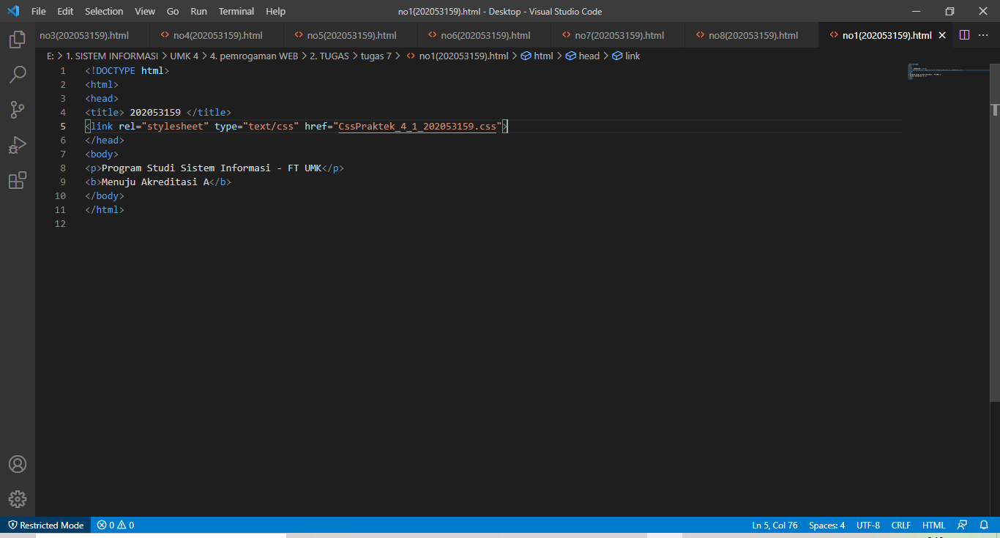 File Edit Selection View Go Run Terminal Help no1(202053159).html - Desktop - Visual Studio Code
no3(202053159).html <> no4(202053159).html <> no5(202053159).html <> no6(202053159).html <> no7(202053159).html <> no8(202053159).html <> no1(202053159).html
E: > 1. SISTEM INFORMASI > UMK 4 > 4. pemrogaman WEB > 2. TUGAS > tugas 7 > <> no1(202053159).html > html > head > link
1 <!DOCTYPE html>
2 <html>
3 <head>
4 <title> 202053159 </title>
5 <link rel="stylesheet" type="text/css" href="CssPraktek_4_1_202053159.css">
6 </head>
7 <body>
8 <p>Program Studi Sistem Informasi - FT UMK</p>
9 <b>Menuju Akreditasi A</b>
10 </body>
11 </html>
12
Restricted Mode 0 0 Ln 5, Col 76 Spaces: 4 UTF-8 CRLF HTML